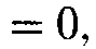 = 0,